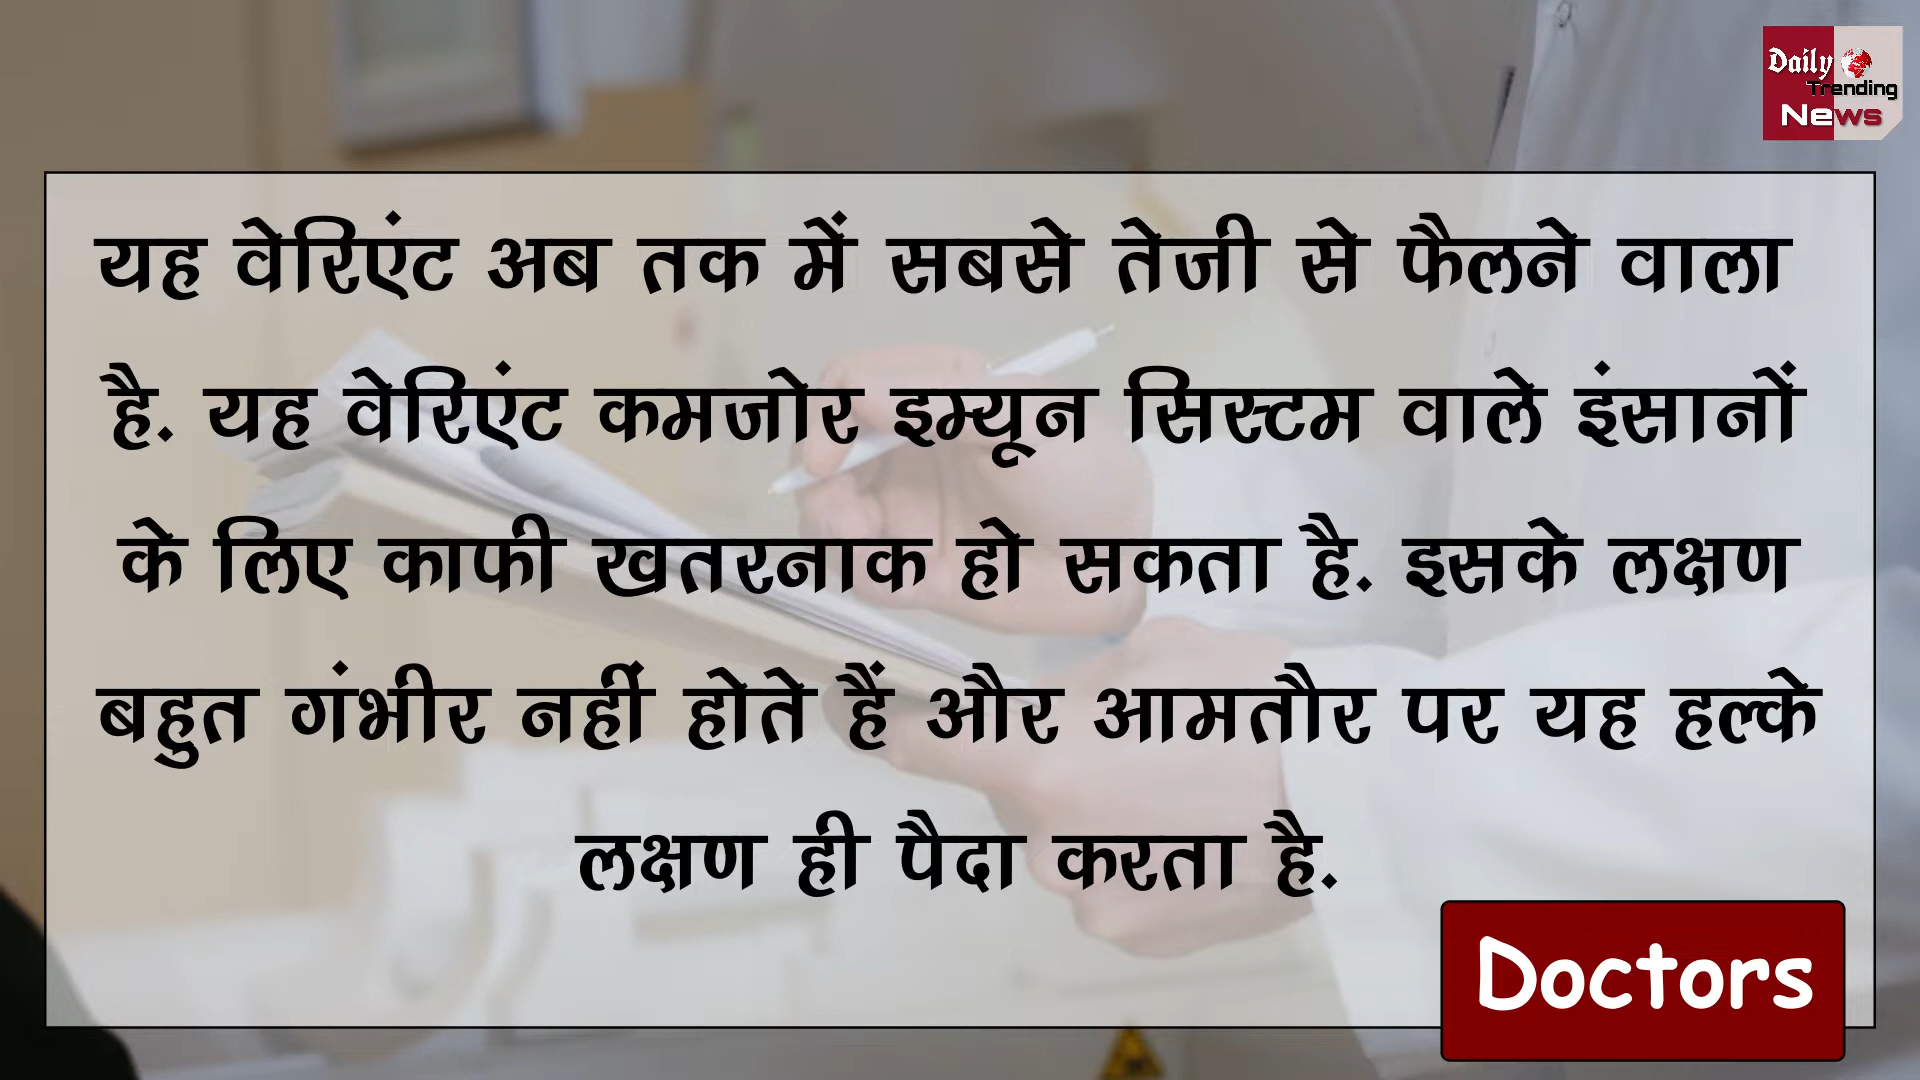 Daily
Trending
News
यह वेरिएंट अब तक में सबसे तेजी से फैलने वाला
है. यह वेरिएंट कमजोर इम्यून सिस्टम वाले इंसानों
के लिए काफी खतरनाक हो सकता है. इसके लक्षण
बहुत गंभीर नहीं होते हैं और आमतौर पर यह हल्के
लक्षण ही पैदा करता है.
Doctors